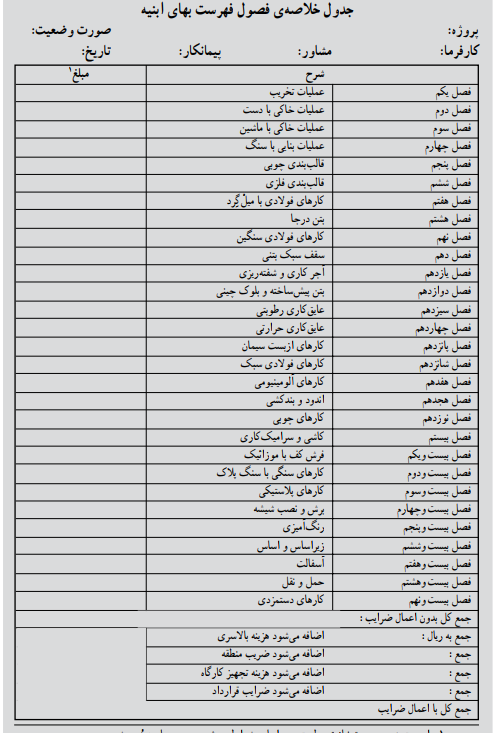 جدول خلاصه‌ی فصول فهرست بهای ابنیه
پروژه: صورت وضعیت:
کارفرما: مشاور: پیمانکار: تاریخ:
شرح مبلغ۱
فصل یکم عملیات تخریب
فصل دوم عملیات خاکی با دست
فصل سوم عملیات خاکی با ماشین
فصل چهارم عملیات بنایی با سنگ
فصل پنجم قالب‌بندی چوبی
فصل ششم قالب‌بندی فلزی
فصل هفتم کارهای فولادی با میل‌گِرد
فصل هشتم بتن درجا
فصل نهم کارهای فولادی سنگین
فصل دهم سقف سبک بتنی
فصل یازدهم آجر کاری و شفته‌ریزی
فصل دوازدهم بتن پیش‌ساخته و بلوک چینی
فصل سیزدهم عایق‌کاری رطوبتی
فصل چهاردهم عایق‌کاری حرارتی
فصل پانزدهم کارهای ازبست سیمان
فصل شانزدهم کارهای فولادی سبک
فصل هفدهم کارهای آلومینیومی
فصل هجدهم اندود و بندکشی
فصل نوزدهم کارهای چوبی
فصل بیستم کاشی و سرامیک‌کاری
فصل بیست ویکم فرش کف با موزائیک
فصل بیست ودوم کارهای سنگی با سنگ پلاک
فصل بیست وسوم کارهای پلاستیکی
فصل بیست وچهارم برش و نصب شیشه
فصل بیست وپنجم رنگ‌آمیزی
فصل بیست وششم زیراساس و اساس
فصل بیست وهفتم آسفالت
فصل بیست وهشتم حمل و نقل
فصل بیست ونهم کارهای دستمزدی
جمع کل بدون اعمال ضرایب :
جمع به ریال : اضافه می‌شود هزینه بالاسری
جمع : اضافه می‌شود ضریب منطقه
جمع : اضافه می‌شود هزینه تجهیز کارگاه
جمع : اضافه می‌شود ضرایب قرارداد
جمع کل با اعمال ضرایب